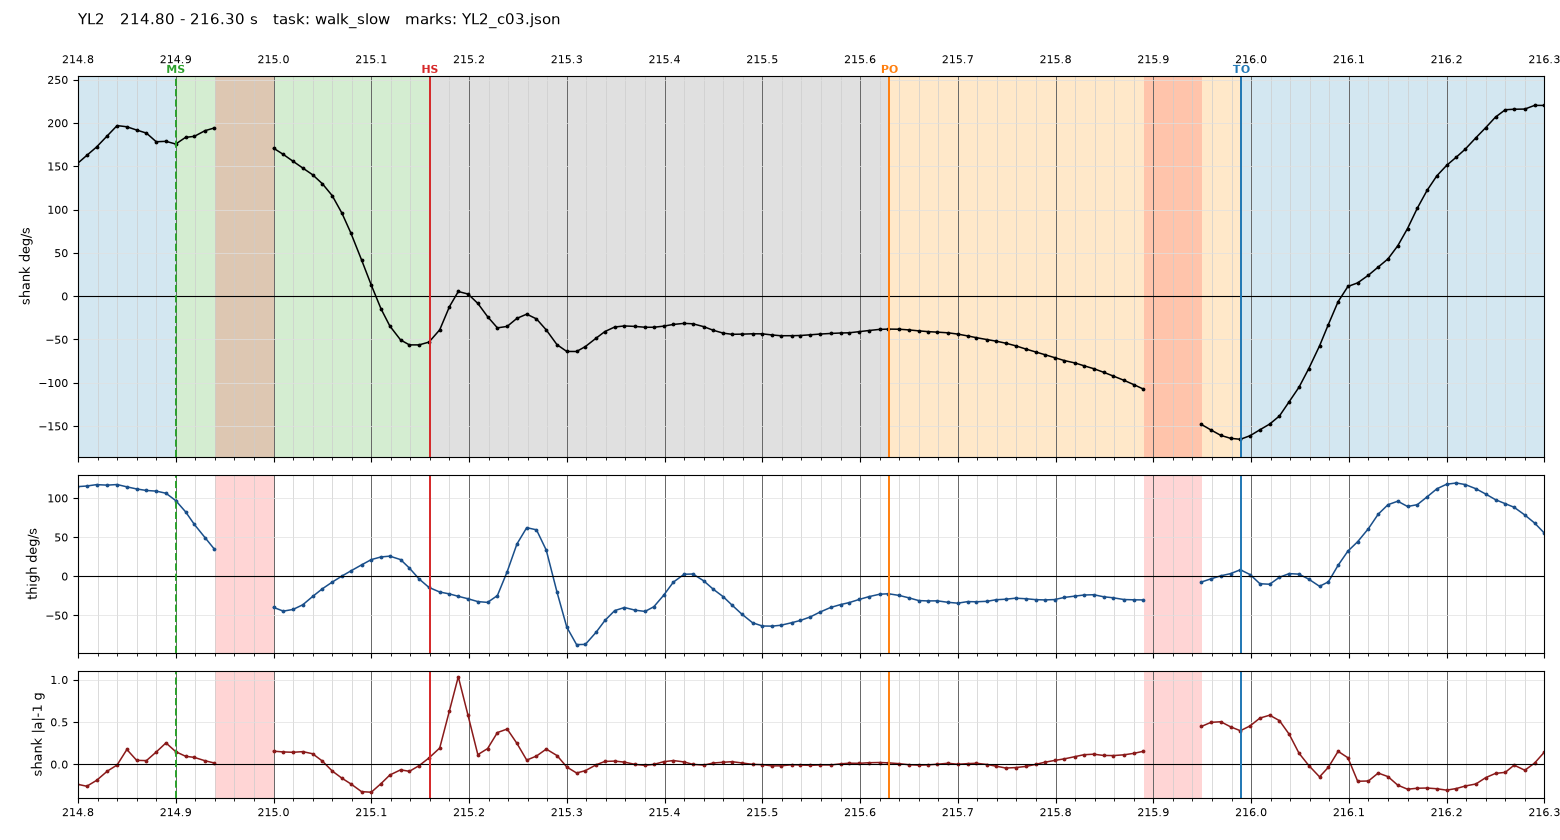 YL2 214.80 - 216.30 s task: walk_slow marks: YL2_c03.json
214.8 214.9 215.0 215.1 215.2 215.3 215.4 215.5 215.6 215.7 215.8 215.9 216.0 216.1 216.2 216.3
MS HS PO TO
250
200
150
100
50
0
−50
−100
−150
shank deg/s
100
50
0
−50
thigh deg/s
1.0
0.5
0.0
shank |a|-1 g
214.8 214.9 215.0 215.1 215.2 215.3 215.4 215.5 215.6 215.7 215.8 215.9 216.0 216.1 216.2 216.3